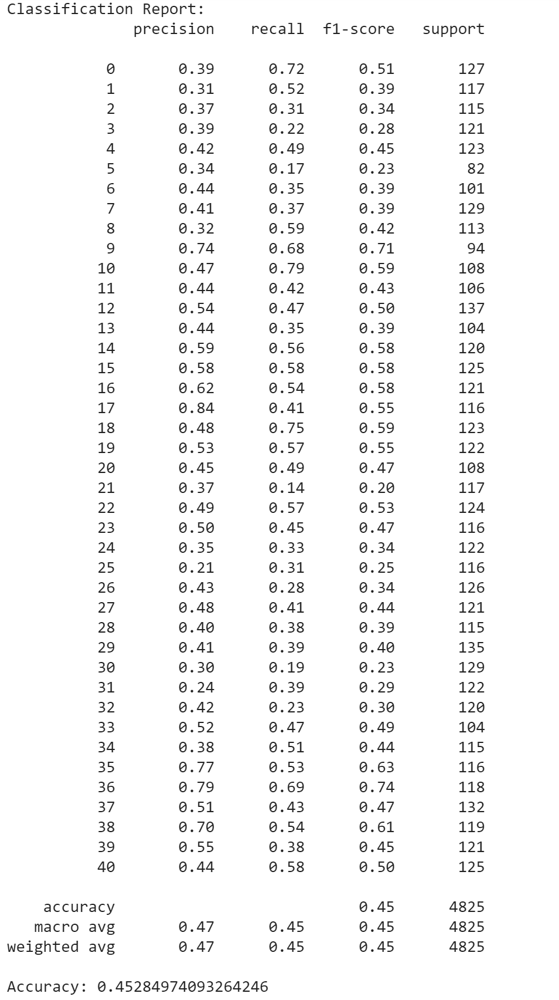 Classification Report:
precision recall f1-score support
0 0.39 0.72 0.51 127
1 0.31 0.52 0.39 117
2 0.37 0.31 0.34 115
3 0.39 0.22 0.28 121
4 0.42 0.49 0.45 123
5 0.34 0.17 0.23 82
6 0.44 0.35 0.39 101
7 0.41 0.37 0.39 129
8 0.32 0.59 0.42 113
9 0.74 0.68 0.71 94
10 0.47 0.79 0.59 108
11 0.44 0.42 0.43 106
12 0.54 0.47 0.50 137
13 0.44 0.35 0.39 104
14 0.59 0.56 0.58 120
15 0.58 0.58 0.58 125
16 0.62 0.54 0.58 121
17 0.84 0.41 0.55 116
18 0.48 0.75 0.59 123
19 0.53 0.57 0.55 122
20 0.45 0.49 0.47 108
21 0.37 0.14 0.20 117
22 0.49 0.57 0.53 124
23 0.50 0.45 0.47 116
24 0.35 0.33 0.34 122
25 0.21 0.31 0.25 116
26 0.43 0.28 0.34 126
27 0.48 0.41 0.44 121
28 0.40 0.38 0.39 115
29 0.41 0.39 0.40 135
30 0.30 0.19 0.23 129
31 0.24 0.39 0.29 122
32 0.42 0.23 0.30 120
33 0.52 0.47 0.49 104
34 0.38 0.51 0.44 115
35 0.77 0.53 0.63 116
36 0.79 0.69 0.74 118
37 0.51 0.43 0.47 132
38 0.70 0.54 0.61 119
39 0.55 0.38 0.45 121
40 0.44 0.58 0.50 125
accuracy 0.45 4825
macro avg 0.47 0.45 0.45 4825
weighted avg 0.47 0.45 0.45 4825
Accuracy: 0.45284974093264246